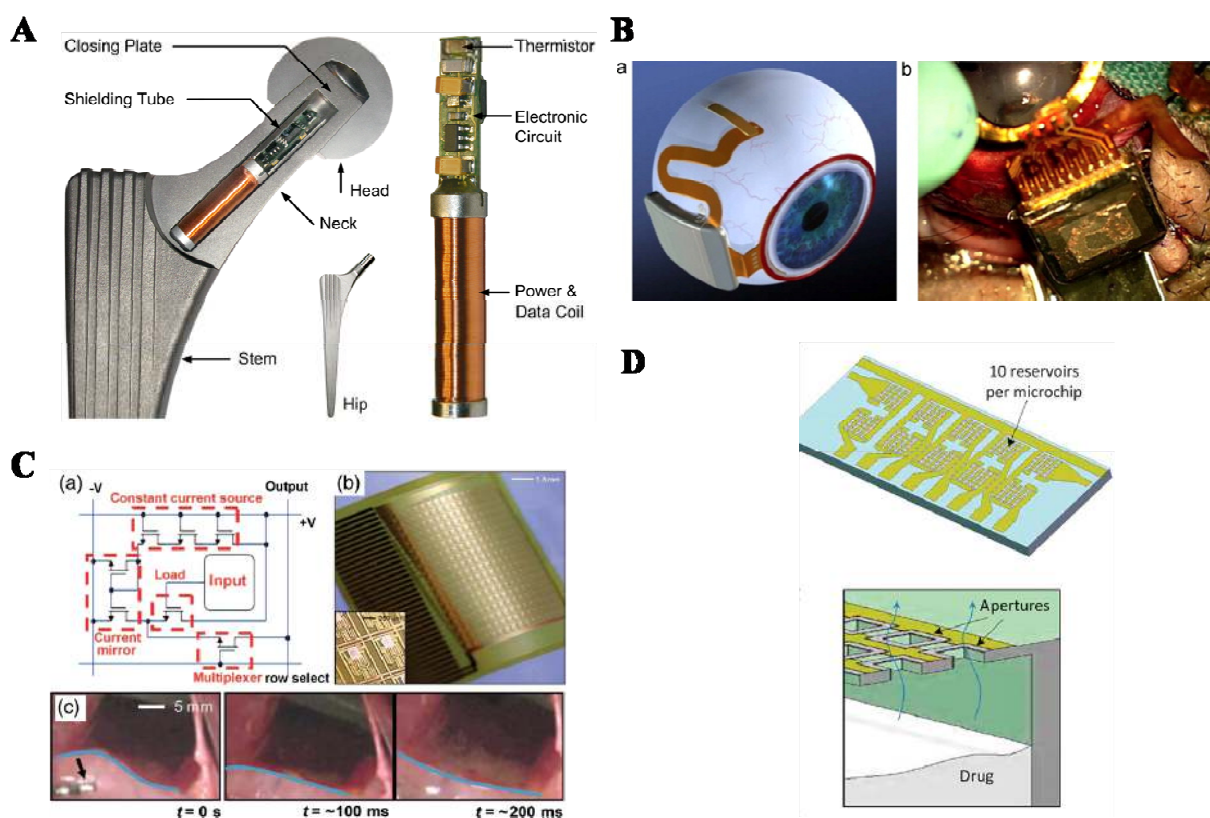 A
Closing Plate
Shielding Tube
Head
Neck
Stem
Hip
Thermistor
Electronic
Circuit
Power &
Data Coil
B
a
b
C
(a)
-V
Output
Constant current source
+V
Load
Input
Current
mirror
Multiplexer row select
(b)
(c)
5 mm
t = 0 s
t = ~100 ms
t = ~200 ms
D
10 reservoirs
per microchip
Apertures
Drug